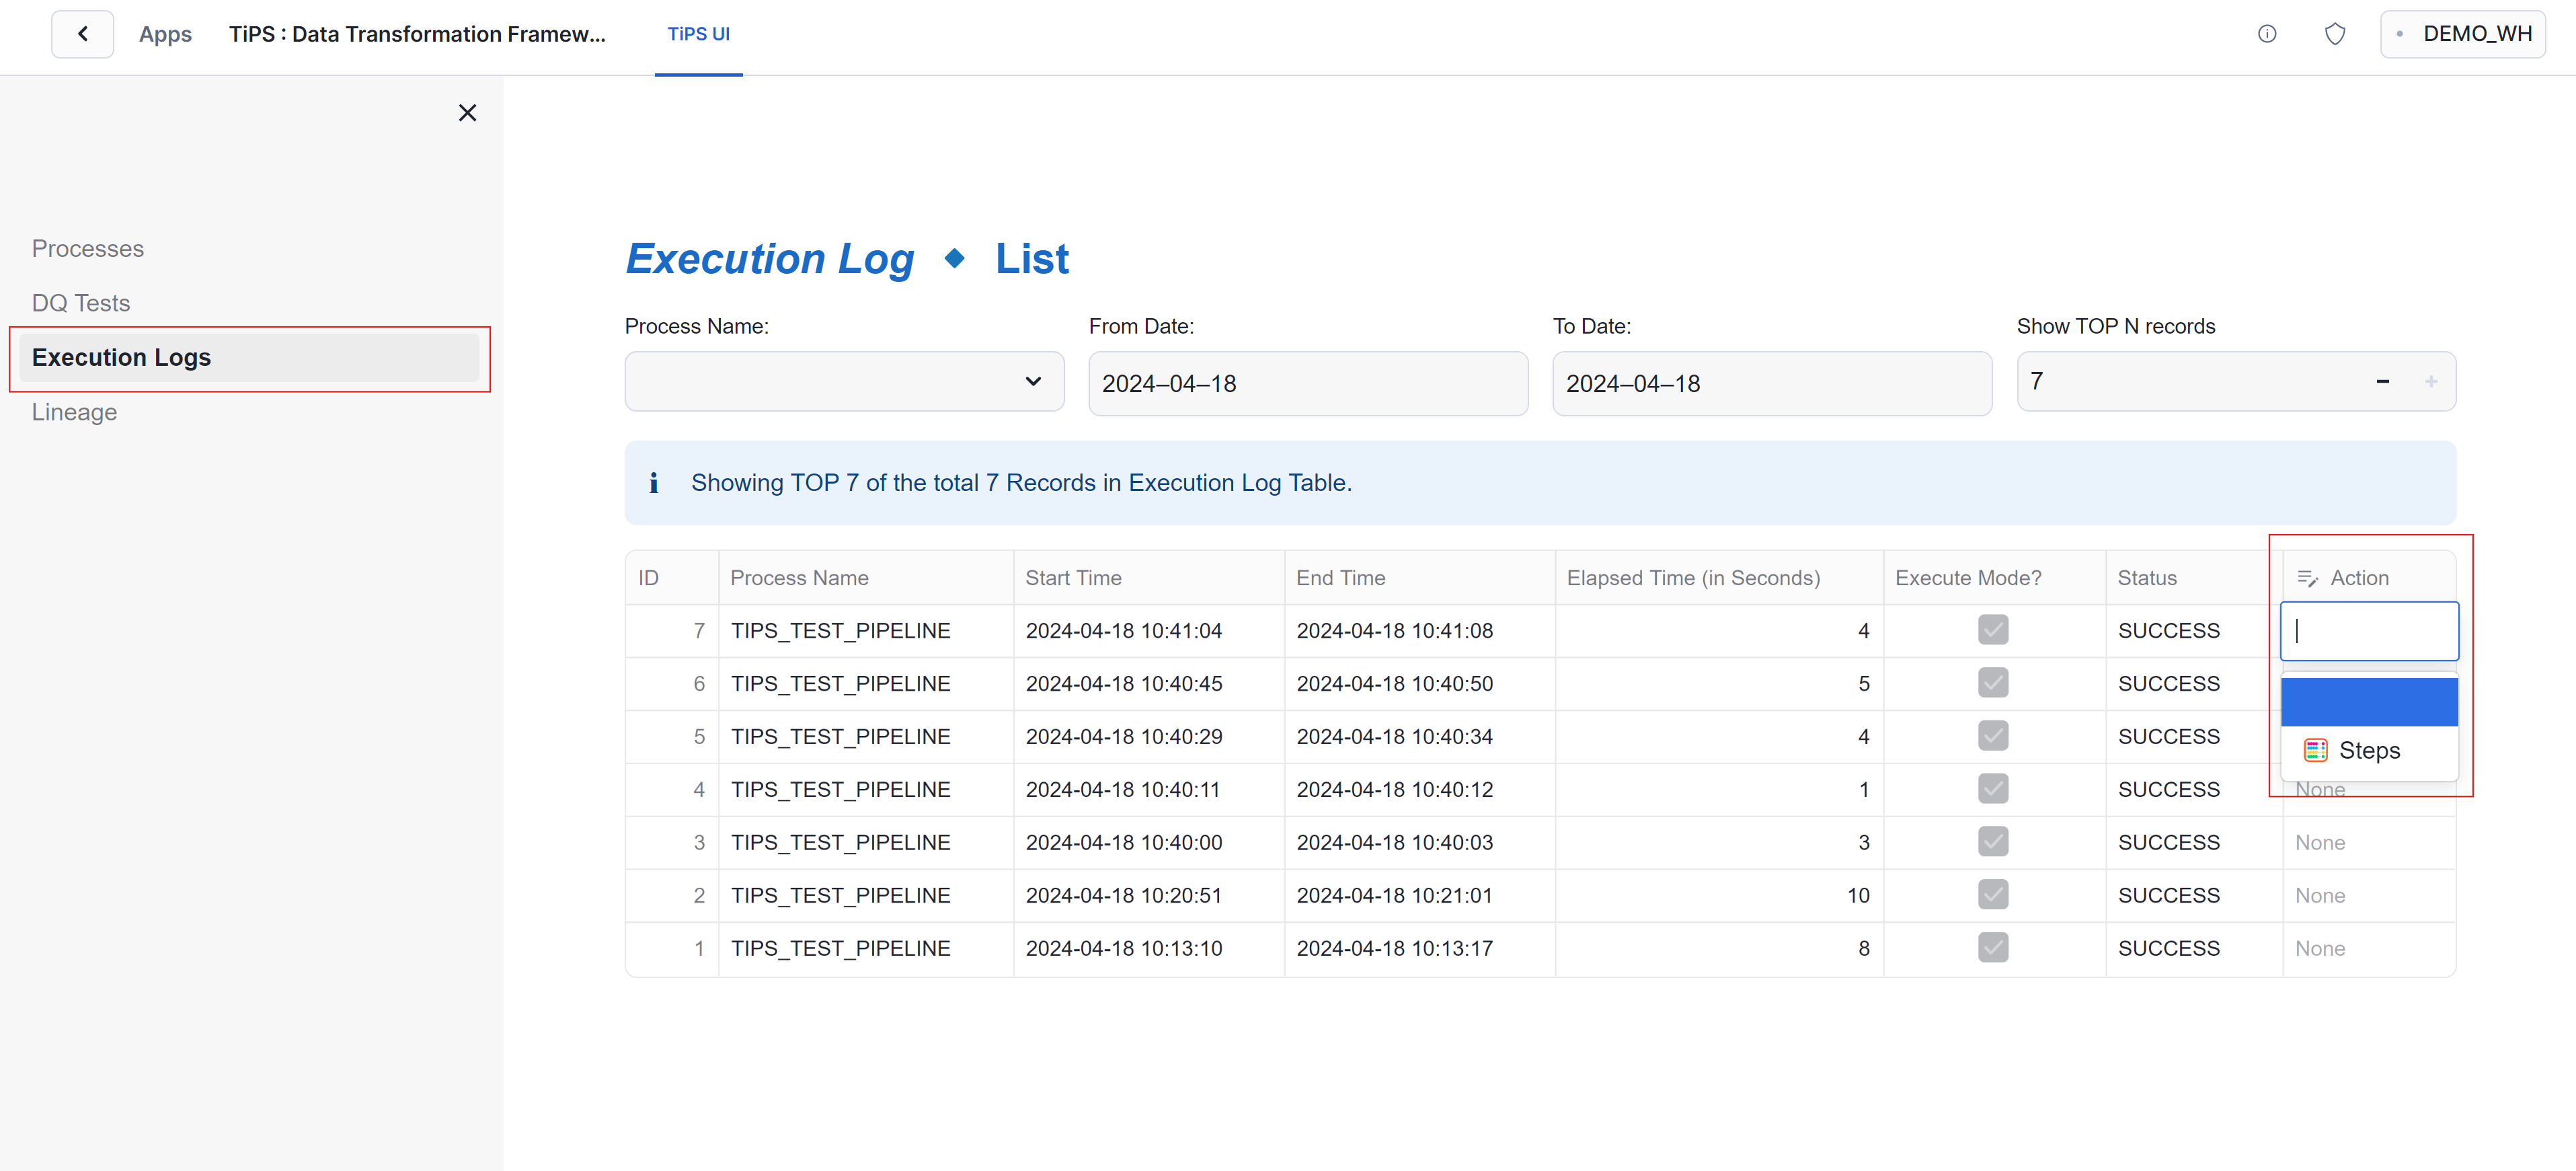 Apps TiPS : Data Transformation Framew... TiPS UI DEMO_WH
Processes
DQ Tests
Execution Logs
Lineage
Execution Log ◆ List
Process Name: From Date: To Date: Show TOP N records
2024–04–18 2024–04–18 7
Showing TOP 7 of the total 7 Records in Execution Log Table.
ID Process Name Start Time End Time Elapsed Time (in Seconds) Execute Mode? Status Action
7 TIPS_TEST_PIPELINE 2024-04-18 10:41:04 2024-04-18 10:41:08 4 SUCCESS
6 TIPS_TEST_PIPELINE 2024-04-18 10:40:45 2024-04-18 10:40:50 5 SUCCESS
5 TIPS_TEST_PIPELINE 2024-04-18 10:40:29 2024-04-18 10:40:34 4 SUCCESS Steps
4 TIPS_TEST_PIPELINE 2024-04-18 10:40:11 2024-04-18 10:40:12 1 SUCCESS None
3 TIPS_TEST_PIPELINE 2024-04-18 10:40:00 2024-04-18 10:40:03 3 SUCCESS None
2 TIPS_TEST_PIPELINE 2024-04-18 10:20:51 2024-04-18 10:21:01 10 SUCCESS None
1 TIPS_TEST_PIPELINE 2024-04-18 10:13:10 2024-04-18 10:13:17 8 SUCCESS None